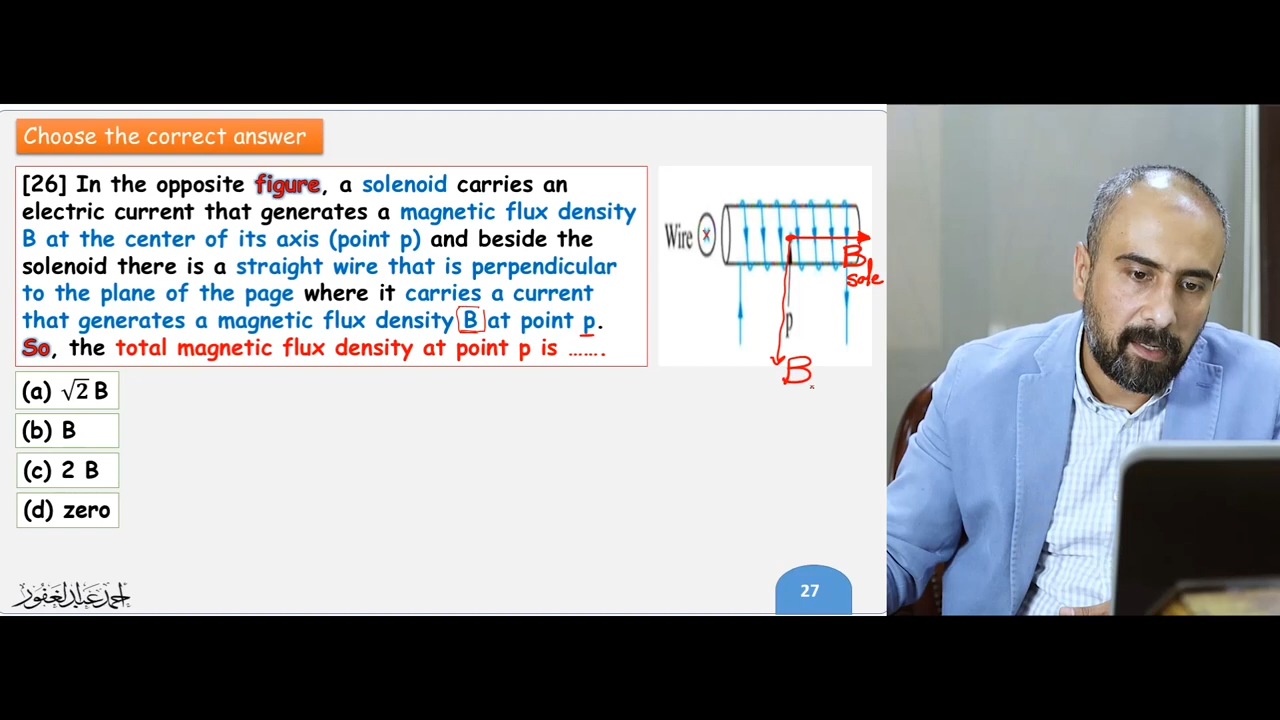 Choose the correct answer
[26] In the opposite figure, a solenoid carries an
electric current that generates a magnetic flux density
B at the center of its axis (point p) and beside the
solenoid there is a straight wire that is perpendicular
to the plane of the page where it carries a current
that generates a magnetic flux density B at point p.
So, the total magnetic flux density at point p is .......
(a) √2 B
(b) B
(c) 2 B
(d) zero
Wire
B
sole
p
B
احمد عبدالغفور
27